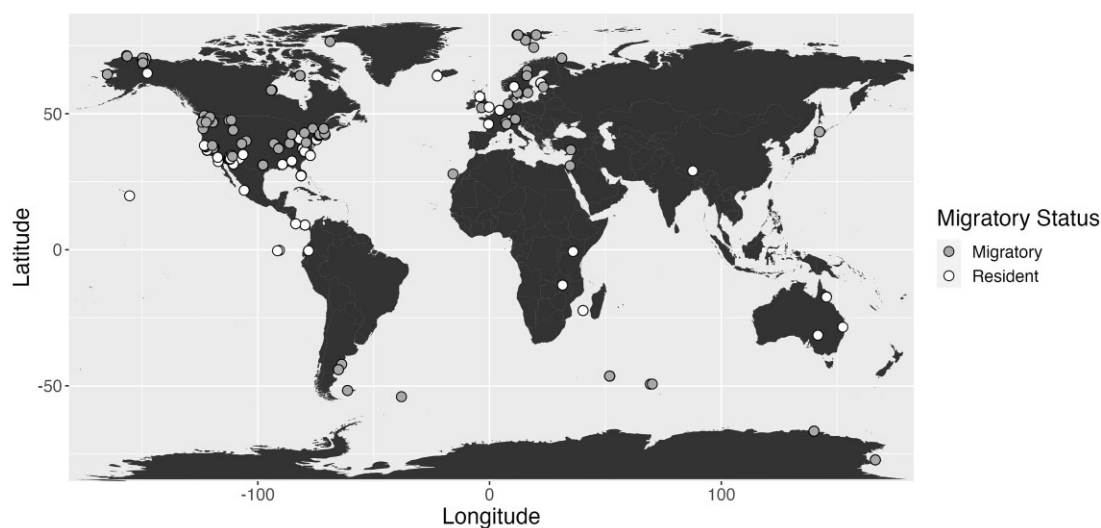 50
0
-50
Latitude
-100
0
100
Longitude
Migratory Status
Migratory
Resident